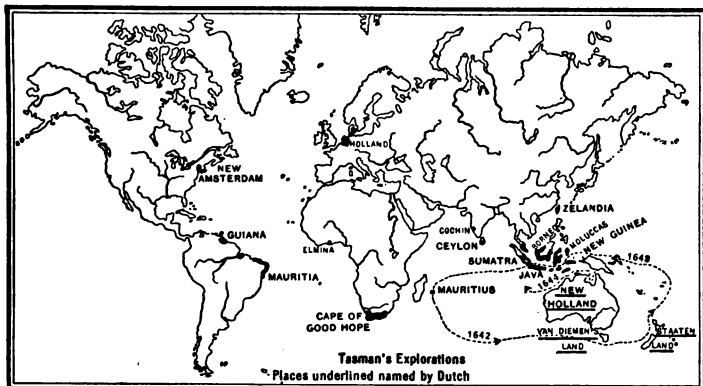 HOLLAND
NEW
AMSTERDAM
ZELANDIA
GUIANA
ELMINA
COCHIN
CEYLON
BORNEO
MOLUCCAS
NEW GUINEA
SUMATRA
JAVA
1644
1643
MAURITIA
MAURITIUS
NEW
HOLLAND
CAPE OF
GOOD HOPE
1642
VAN DIEMEN'S
LAND
STAATEN
LAND
Tasman's Explorations
Places underlined named by Dutch